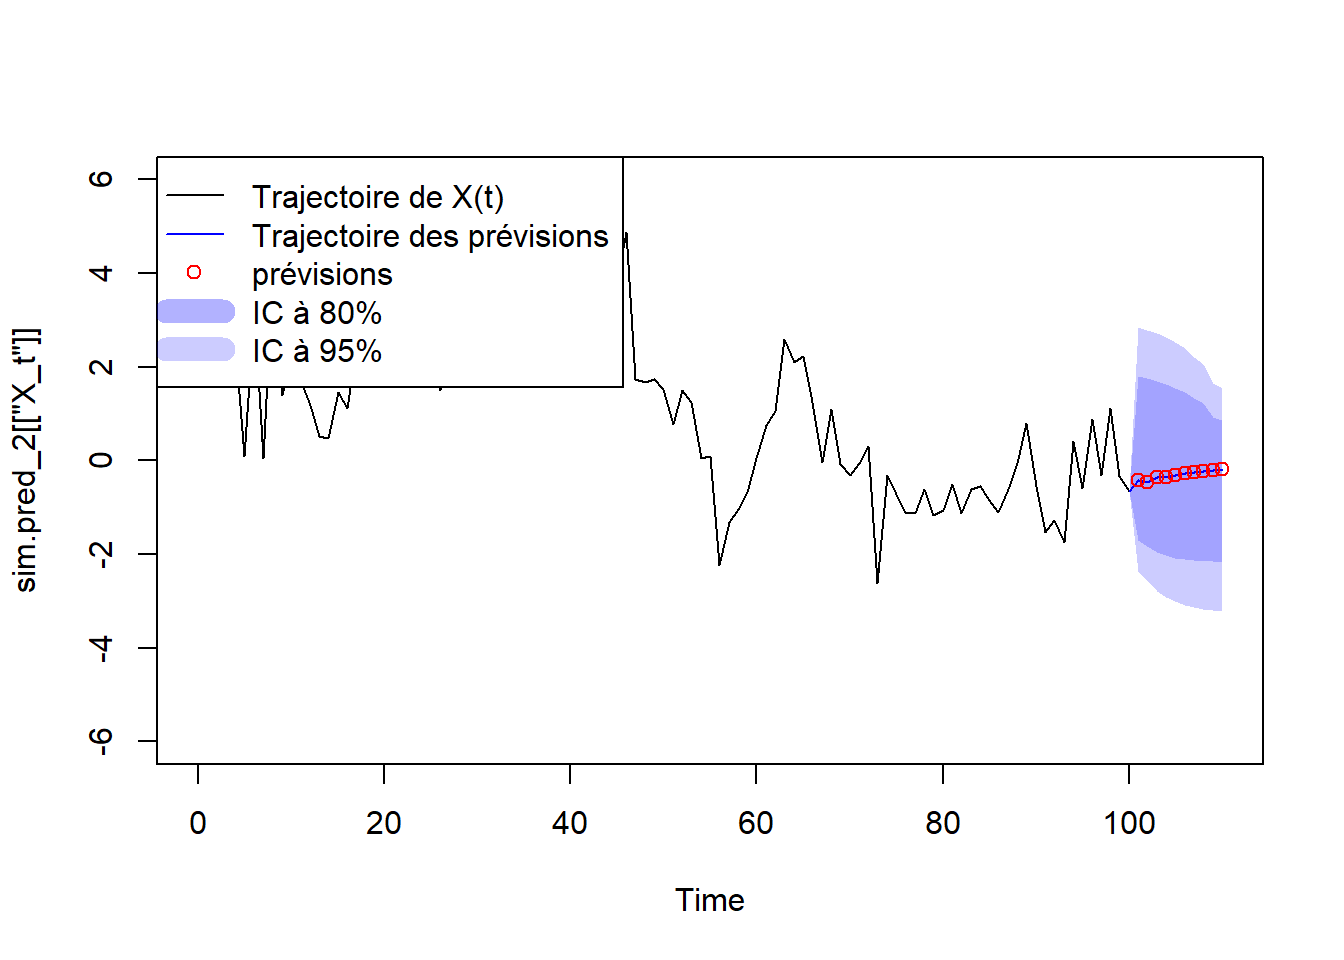 Trajectoire de X(t)
Trajectoire des prévisions
prévisions
IC à 80%
IC à 95%
sim.pred_2[["X_t"]]
6
4
2
0
-2
-4
-6
0 20 40 60 80 100
Time